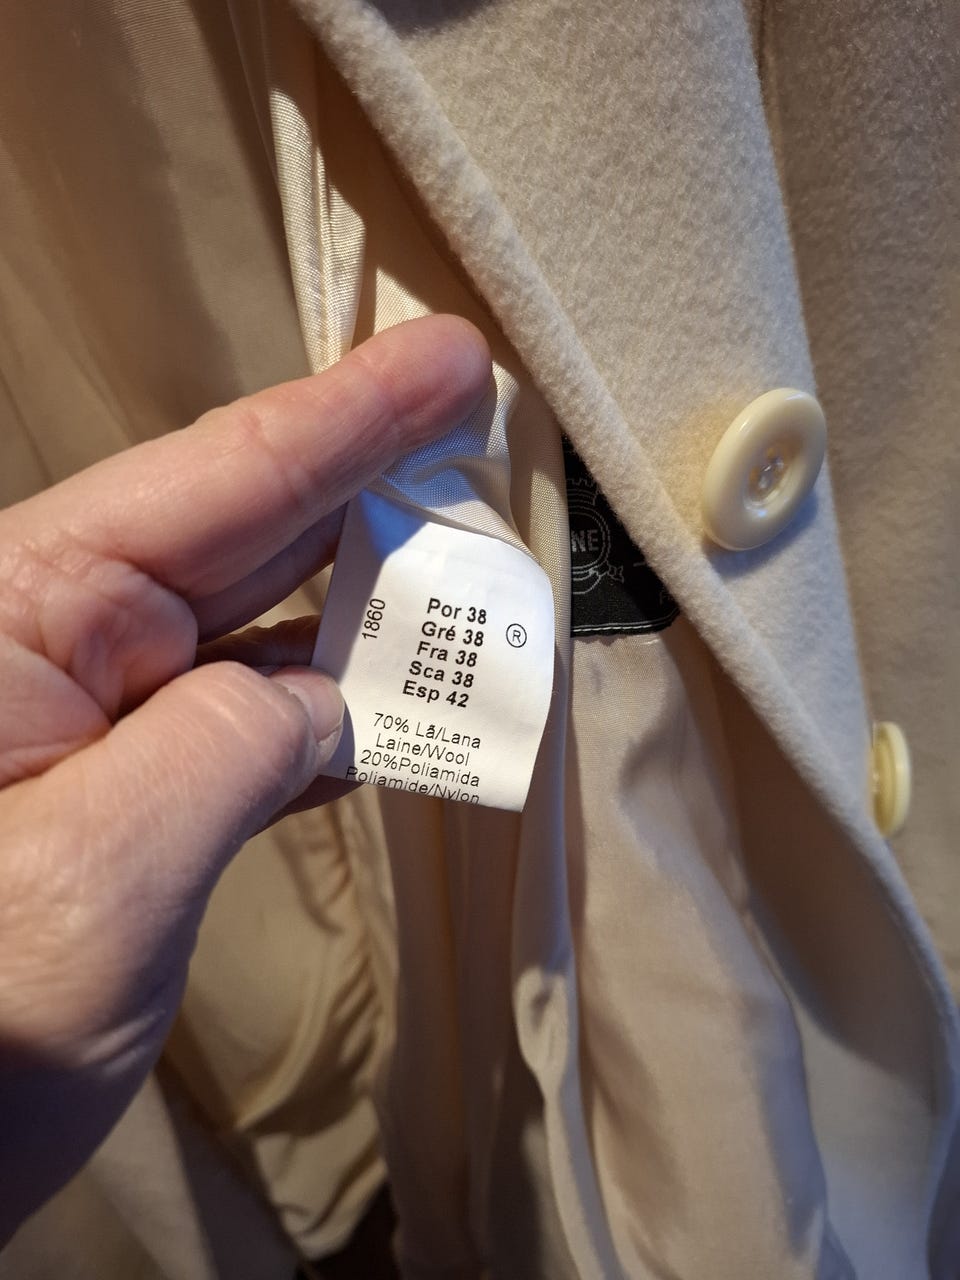 1860
Por 38
Gré 38
Fra 38
Sca 38
Esp 42
®
70% Lã/Lana
Laine/Wool
20%Poliamida
Poliamide/Nylon
NE